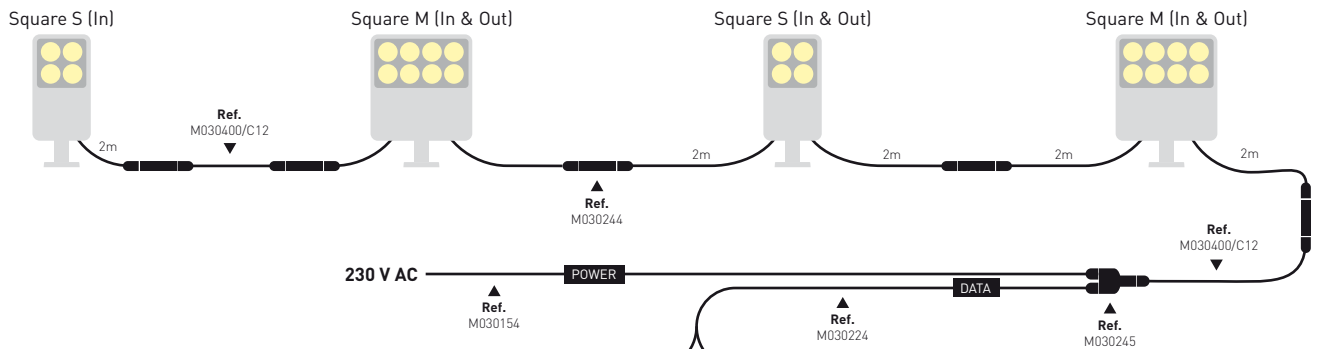 Square S (In)
Square M (In & Out)
Square S (In & Out)
Square M (In & Out)
Ref.
M030400/C12
2m
2m
2m
2m
2m
Ref.
M030244
Ref.
M030400/C12
230 V AC
POWER
DATA
Ref.
M030154
Ref.
M030224
Ref.
M030245